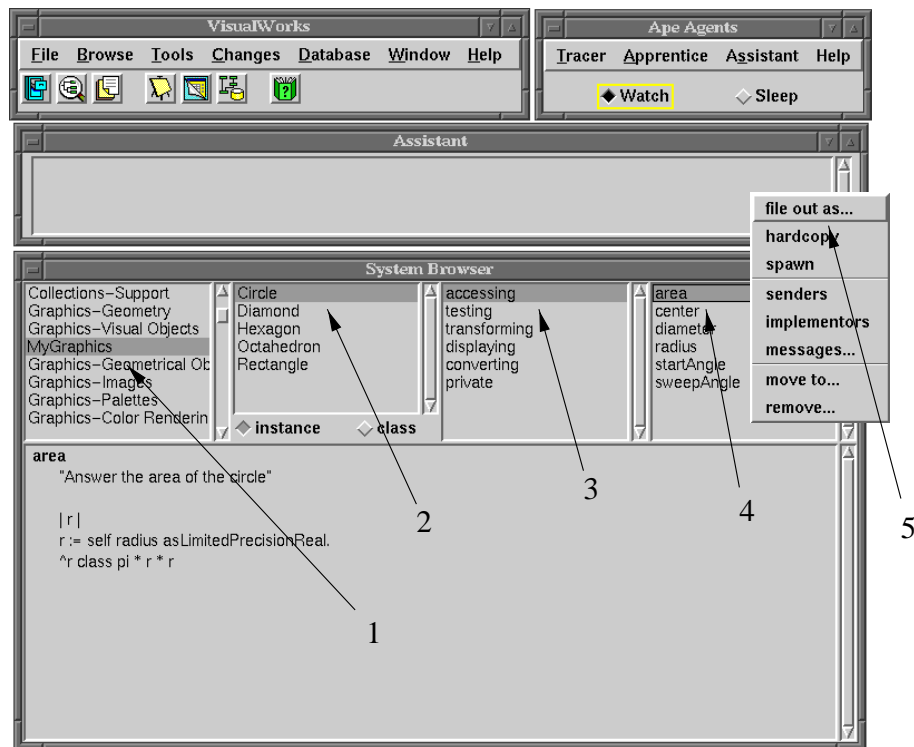 VisualWorks
File Browse Tools Changes Database Window Help
Ape Agents
Tracer Apprentice Assistant Help
Watch Sleep
Assistant
System Browser
Collections-Support
Graphics-Geometry
Graphics-Visual Objects
MyGraphics
Graphics-Geometrical Ob
Graphics-Images
Graphics-Palettes
Graphics-Color Renderin
Circle
Diamond
Hexagon
Octahedron
Rectangle
instance class
accessing
testing
transforming
displaying
converting
private
area
center
diameter
radius
startAngle
sweepAngle
file out as...
hardcopy
spawn
senders
implementors
messages...
move to...
remove...
area
"Answer the area of the circle"
| r |
r := self radius asLimitedPrecisionReal.
^r class pi * r * r
1
2
3
4
5